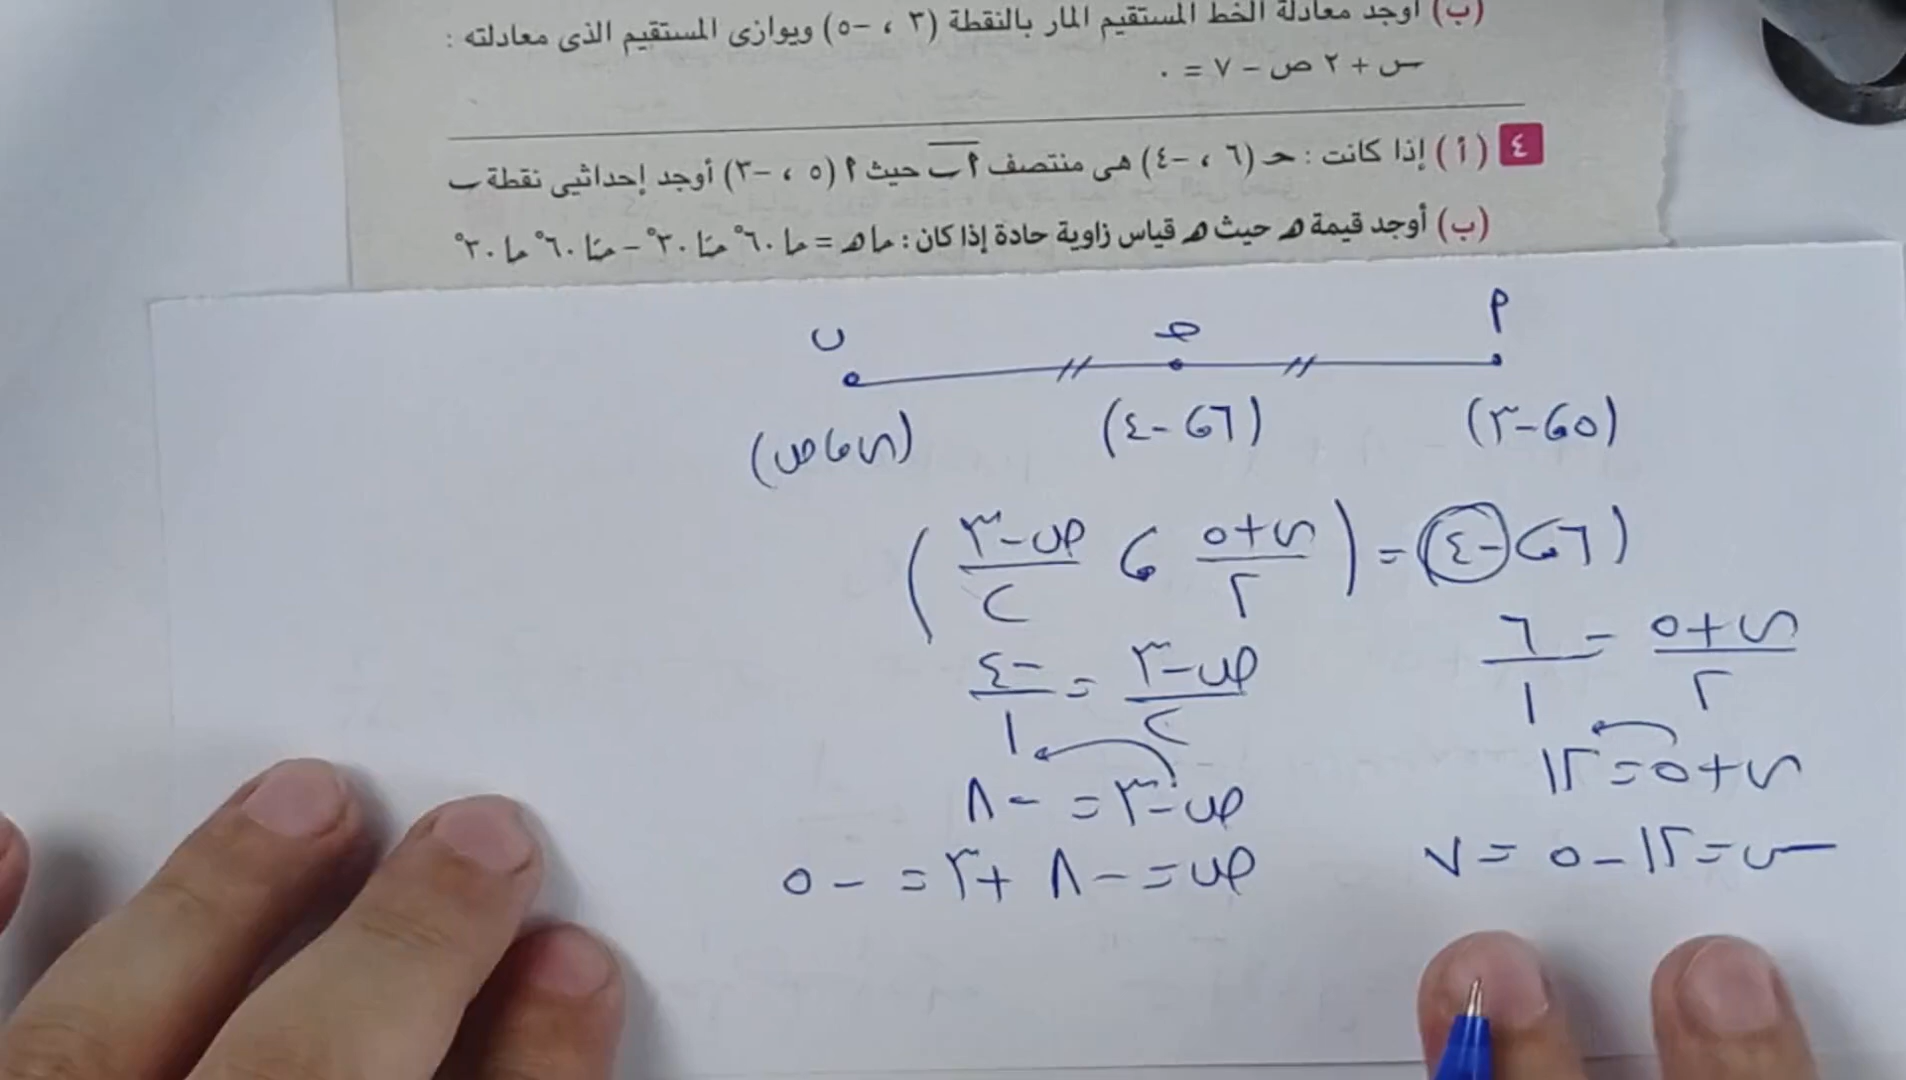 (ب) أوجد معادلة الخط المستقيم المار بالنقطة (٣ ، -٥) ويوازى المستقيم الذى معادلته :
س + ٢ ص - ٧ = ٠
٤ (أ) إذا كانت : حـ (٦ ، -٤) هى منتصف أب حيث أ (٥ ، -٣) أوجد إحداثيى نقطة ب
(ب) أوجد قيمة هـ حيث هـ قياس زاوية حادة إذا كان : حا هـ = حا ٦٠° حتا ٣٠° - حتا ٦٠° حا ٣٠°
أ حـ ب
(٥ ، -٣) (٦ ، -٤) (س ، ص)
(٦ ، -٤) = (س+٥/٢ ، ص-٣/٢)
س+٥/٢ = ٦/١
ص-٣/٢ = -٤/١
س+٥=١٢
ص-٣= -٨
س=١٢-٥=٧
ص=-٨+٣=-٥